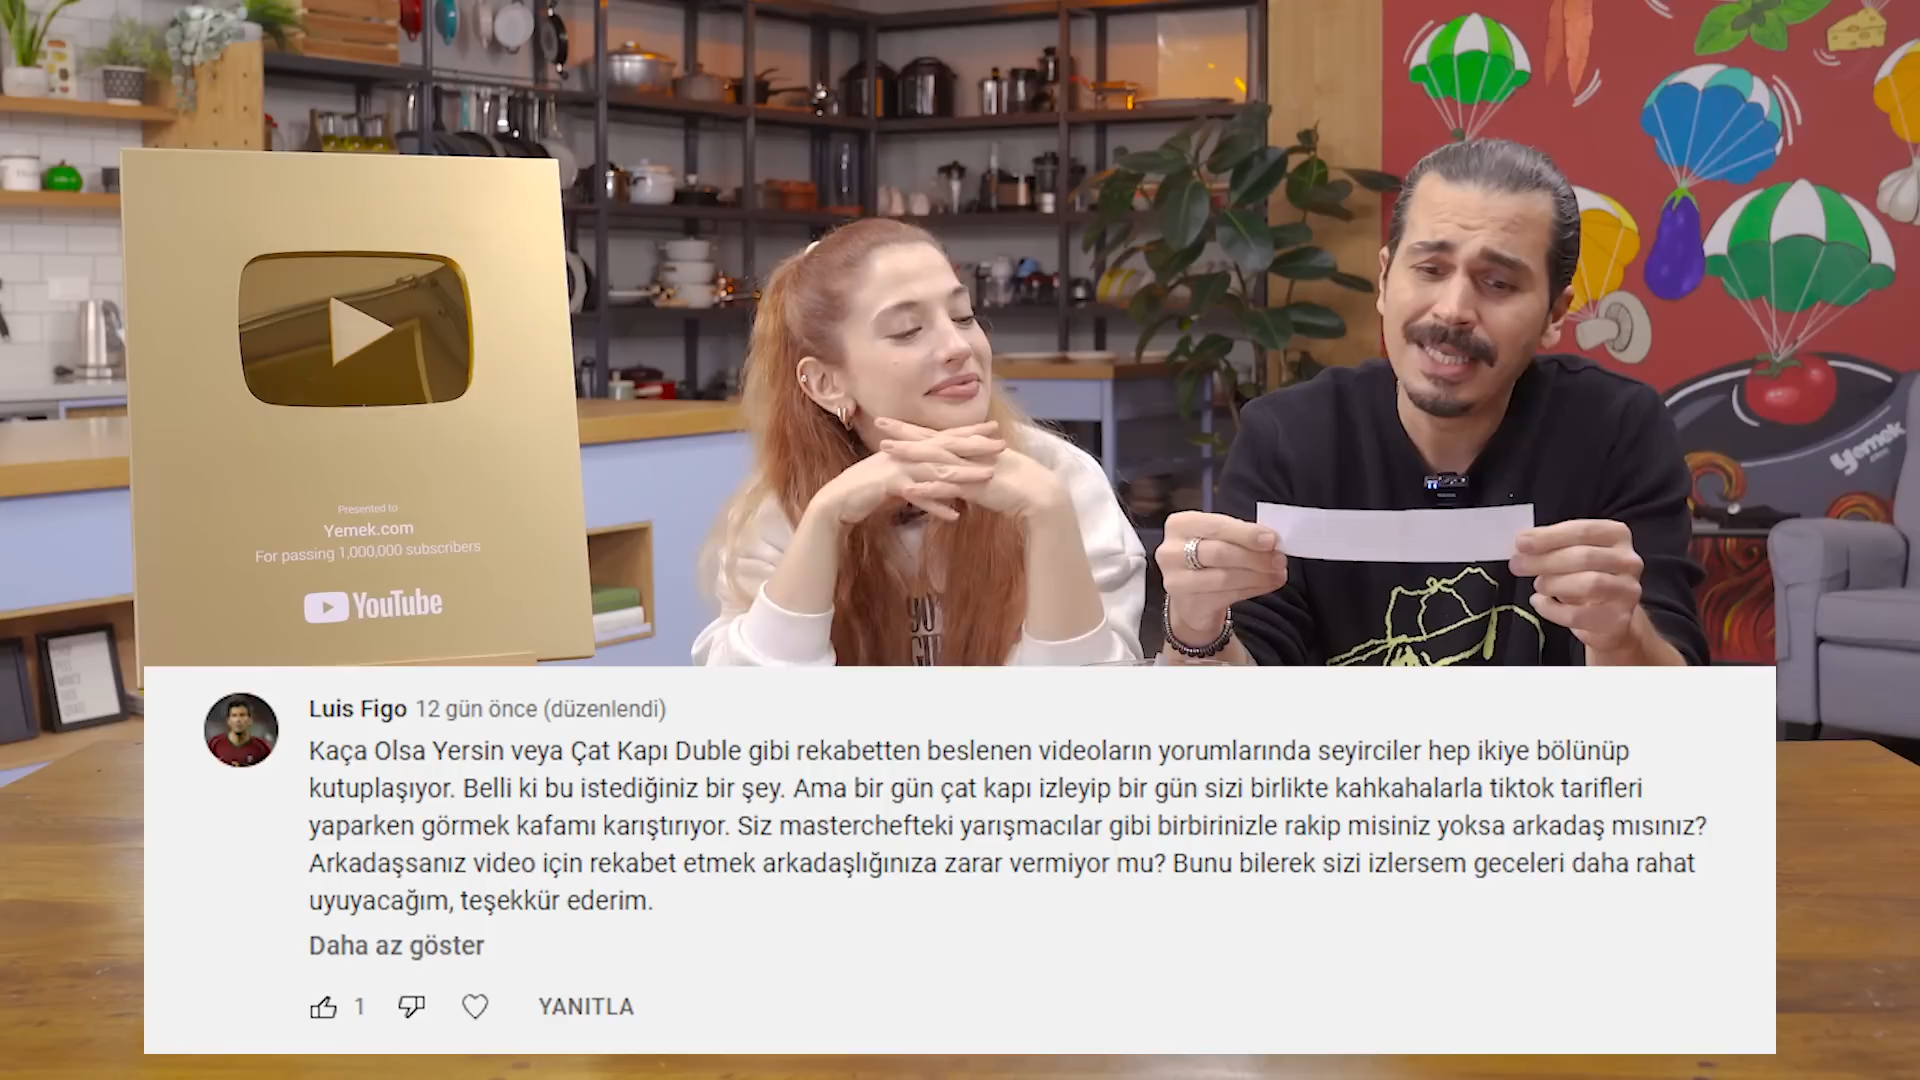 Presented to
Yemek.com
For passing 1,000,000 subscribers
YouTube
yemek
Luis Figo 12 gün önce (düzenlendi)
Kaça Olsa Yersin veya Çat Kapı Duble gibi rekabetten beslenen videoların yorumlarında seyirciler hep ikiye bölünüp
kutuplaşıyor. Belli ki bu istediğiniz bir şey. Ama bir gün çat kapı izleyip bir gün sizi birlikte kahkahalarla tiktok tarifleri
yaparken görmek kafamı karıştırıyor. Siz masterchefteki yarışmacılar gibi birbirinizle rakip misiniz yoksa arkadaş mısınız?
Arkadaşsanız video için rekabet etmek arkadaşlığınıza zarar vermiyor mu? Bunu bilerek sizi izlersem geceleri daha rahat
uyuyacağım, teşekkür ederim.
Daha az göster
1
YANITLA